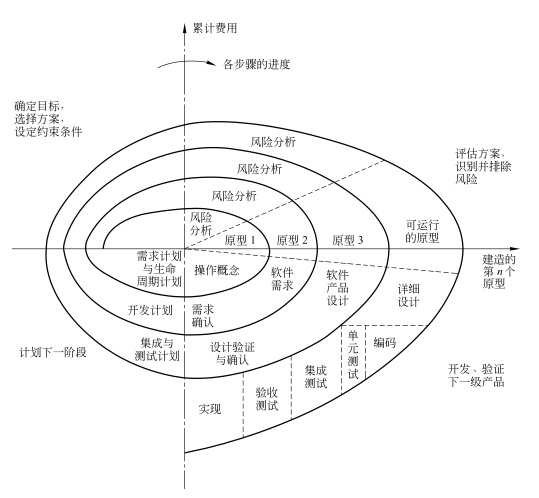 累计费用
各步骤的进度
确定目标,
选择方案,
设定约束条件
风险分析
风险分析
风险分析
风险
分析
评估方案,
识别并排除
风险
原型 1
原型 2
原型 3
可运行
的原型
建造的
第 n 个
原型
需求计划
与生命
周期计划
操作概念
软件
需求
软件
产品
设计
详细
设计
开发计划
需求
确认
集成与
测试计划
设计验证
与确认
计划下一阶段
实现
验收
测试
集成
测试
单
元
测
试
编码
开发、验证
下一级产品